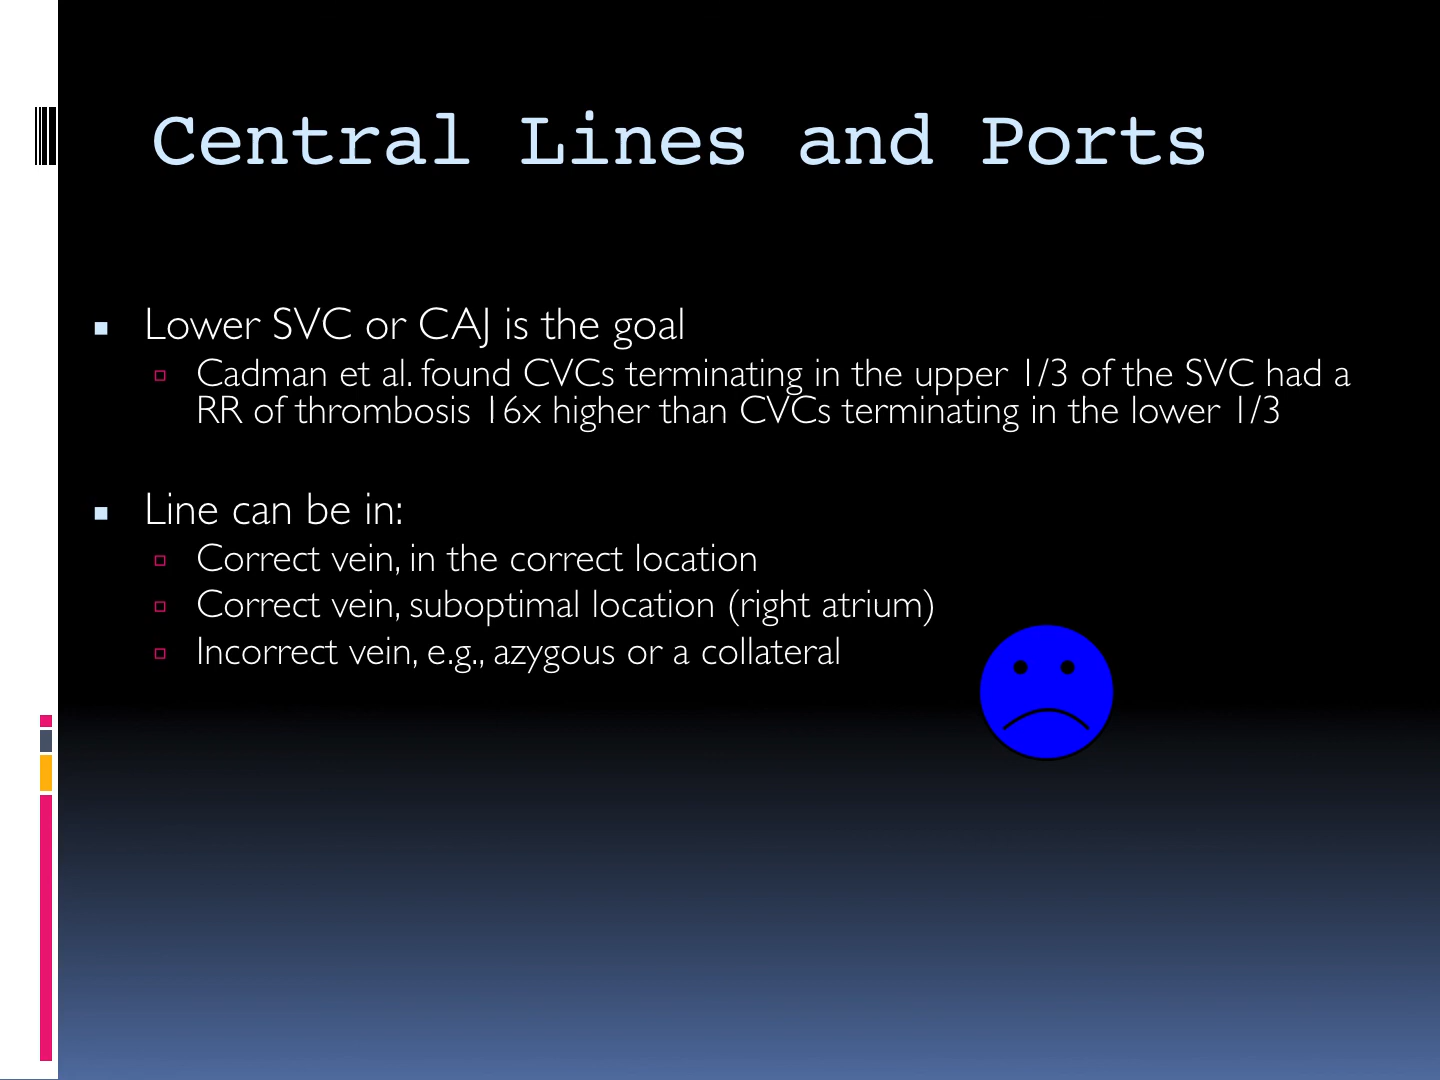 Central Lines and Ports
Lower SVC or CAJ is the goal
Cadman et al. found CVCs terminating in the upper 1/3 of the SVC had a
RR of thrombosis 16x higher than CVCs terminating in the lower 1/3
Line can be in:
Correct vein, in the correct location
Correct vein, suboptimal location (right atrium)
Incorrect vein, e.g., azygous or a collateral